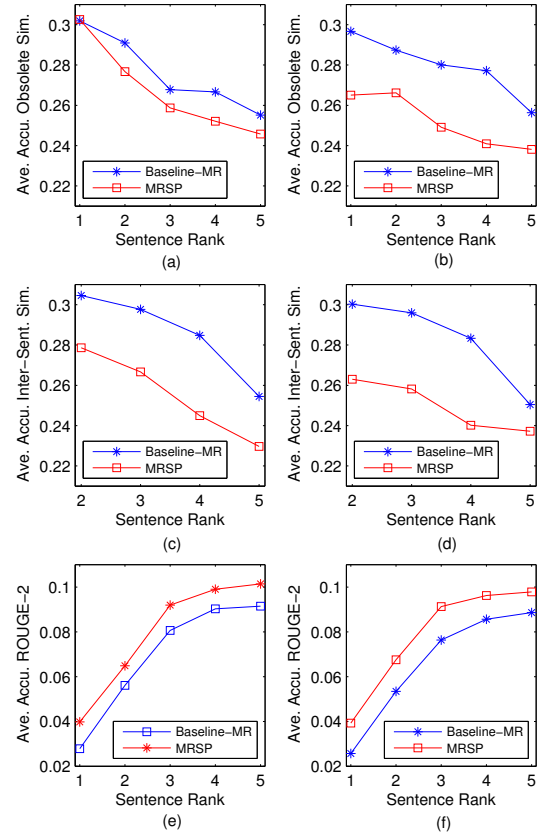 Ave. Accu. Obsolete Sim.
0.3
0.28
0.26
0.24
0.22
Baseline-MR
MRSP
1 2 3 4 5
Sentence Rank
(a)
Ave. Accu. Obsolete Sim.
0.3
0.28
0.26
0.24
0.22
Baseline-MR
MRSP
1 2 3 4 5
Sentence Rank
(b)
Ave. Accu. Inter-Sent. Sim.
0.3
0.28
0.26
0.24
0.22
Baseline-MR
MRSP
2 3 4 5
Sentence Rank
(c)
Ave. Accu. Inter-Sent. Sim.
0.3
0.28
0.26
0.24
0.22
Baseline-MR
MRSP
2 3 4 5
Sentence Rank
(d)
Ave. Accu. ROUGE-2
0.1
0.08
0.06
0.04
0.02
Baseline-MR
MRSP
1 2 3 4 5
Sentence Rank
(e)
Ave. Accu. ROUGE-2
0.1
0.08
0.06
0.04
0.02
Baseline-MR
MRSP
1 2 3 4 5
Sentence Rank
(f)